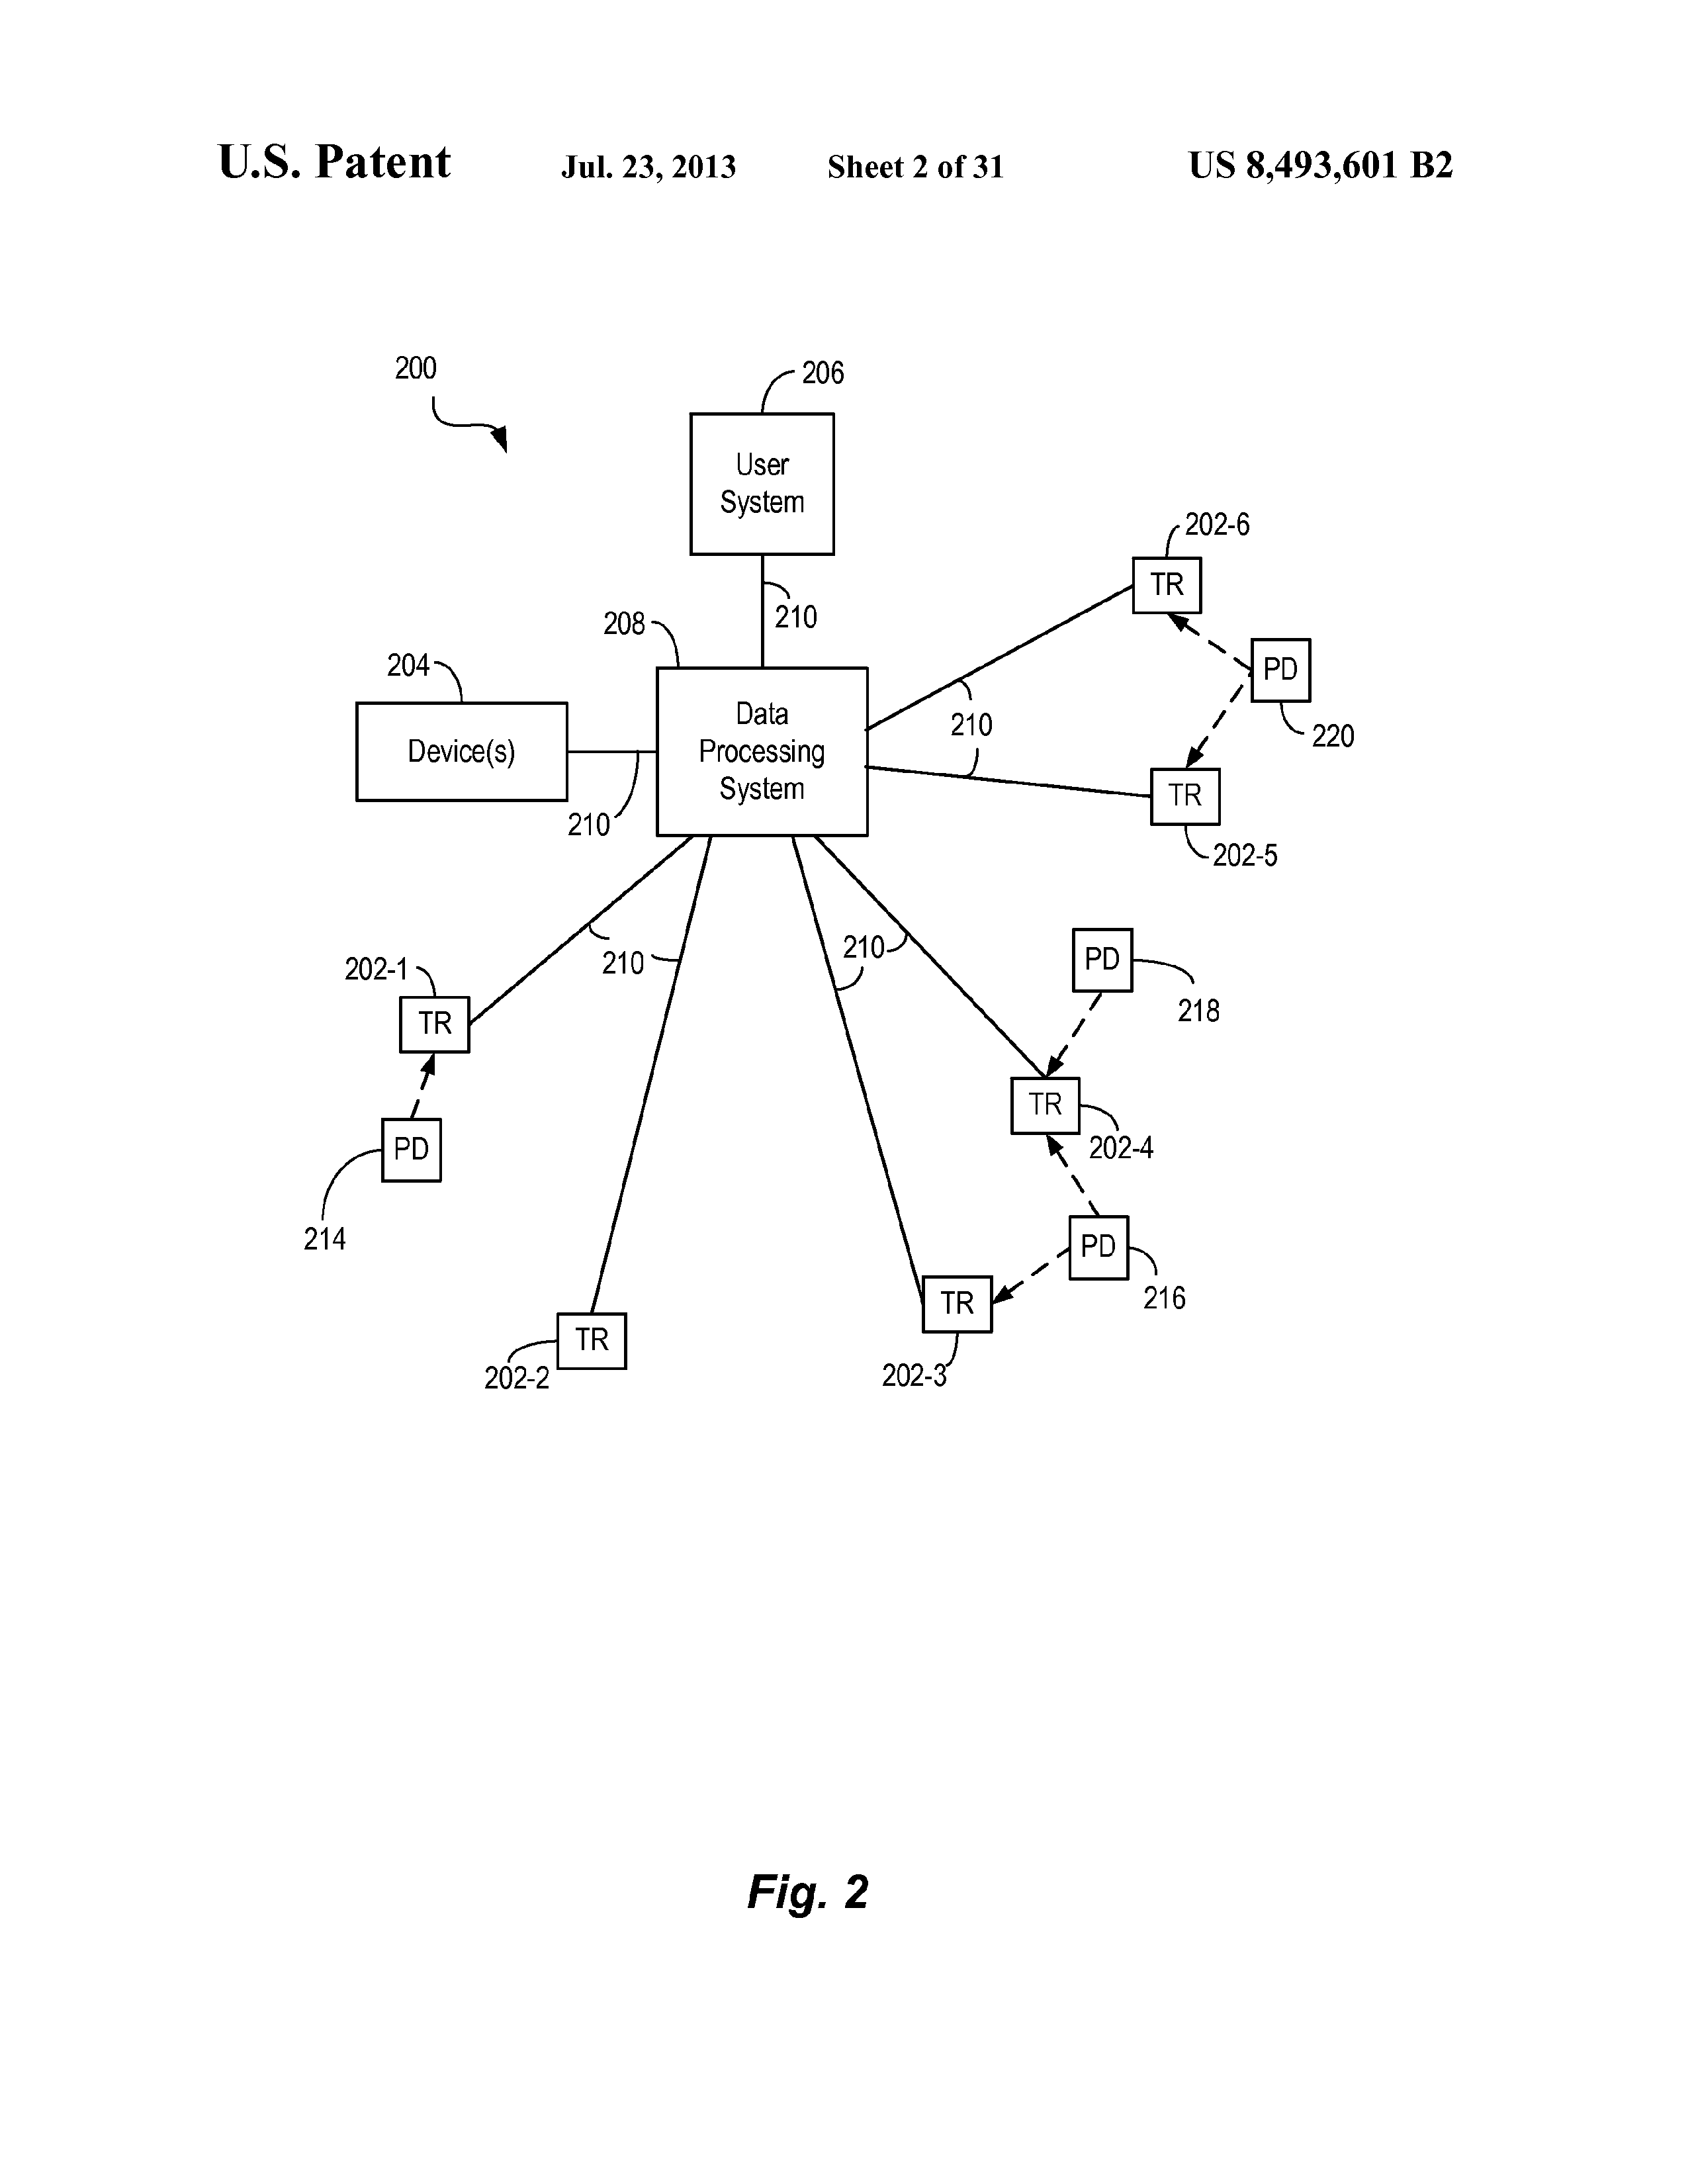 U.S. Patent Jul. 23, 2013 Sheet 2 of 31 US 8,493,601 B2
200
206
User
System
202-6
TR
210
208
204
PD
220
Data
Processing
System
Device(s)
210
210
TR
202-5
210
210
PD
218
202-1
TR
TR
202-4
PD
214
PD
216
TR
202-3
TR
202-2
Fig. 2